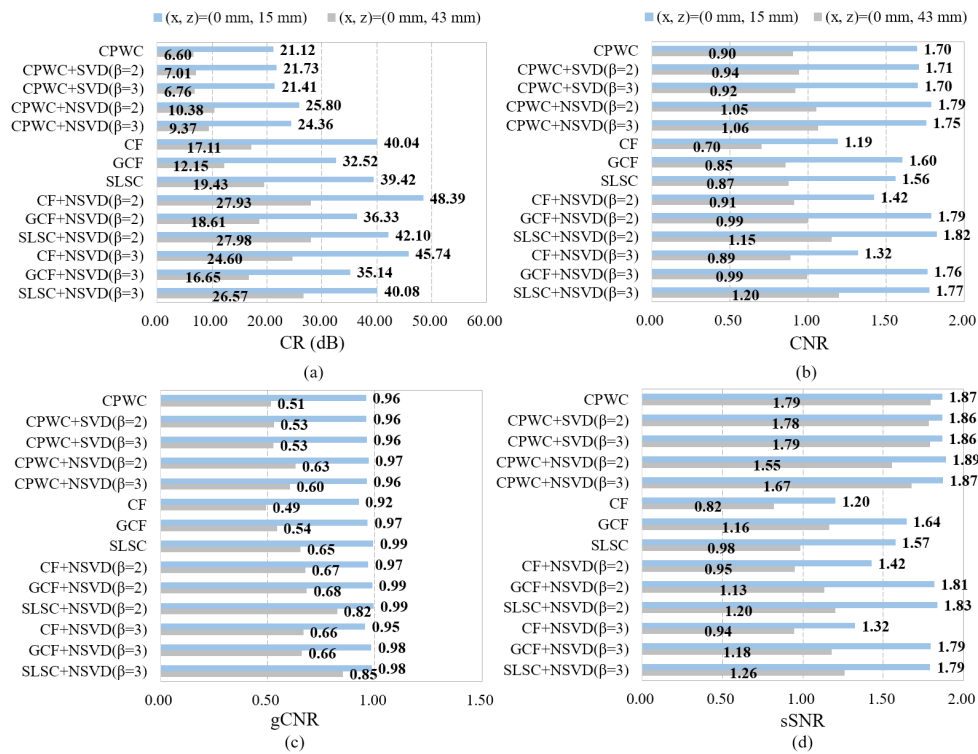 (x, z)=(0 mm, 15 mm) (x, z)=(0 mm, 43 mm)
CPWC 21.12
6.60
CPWC+SVD(β=2) 21.73
7.01
CPWC+SVD(β=3) 21.41
6.76
CPWC+NSVD(β=2) 25.80
10.38
CPWC+NSVD(β=3) 24.36
9.37
CF 40.04
17.11
GCF 32.52
12.15
SLSC 39.42
19.43
CF+NSVD(β=2) 48.39
27.93
GCF+NSVD(β=2) 36.33
18.61
SLSC+NSVD(β=2) 42.10
27.98
CF+NSVD(β=3) 45.74
24.60
GCF+NSVD(β=3) 35.14
16.65
SLSC+NSVD(β=3) 40.08
26.57
0.00 10.00 20.00 30.00 40.00 50.00 60.00
CR (dB)
(a)
(x, z)=(0 mm, 15 mm) (x, z)=(0 mm, 43 mm)
CPWC 1.70
0.90
CPWC+SVD(β=2) 1.71
0.94
CPWC+SVD(β=3) 1.70
0.92
CPWC+NSVD(β=2) 1.79
1.05
CPWC+NSVD(β=3) 1.75
1.06
CF 1.19
0.70
GCF 1.60
0.85
SLSC 1.56
0.87
CF+NSVD(β=2) 1.42
0.91
GCF+NSVD(β=2) 1.79
0.99
SLSC+NSVD(β=2) 1.82
1.15
CF+NSVD(β=3) 1.32
0.89
GCF+NSVD(β=3) 1.76
0.99
SLSC+NSVD(β=3) 1.77
1.20
0.00 0.50 1.00 1.50 2.00
CNR
(b)
CPWC 0.96
0.51
CPWC+SVD(β=2) 0.96
0.53
CPWC+SVD(β=3) 0.96
0.53
CPWC+NSVD(β=2) 0.97
0.63
CPWC+NSVD(β=3) 0.96
0.60
CF 0.92
0.49
GCF 0.97
0.54
SLSC 0.99
0.65
CF+NSVD(β=2) 0.97
0.67
GCF+NSVD(β=2) 0.99
0.68
SLSC+NSVD(β=2) 0.99
0.82
CF+NSVD(β=3) 0.95
0.66
GCF+NSVD(β=3) 0.98
0.66
SLSC+NSVD(β=3) 0.98
0.85
0.00 0.50 1.00 1.50
gCNR
(c)
CPWC 1.87
1.79
CPWC+SVD(β=2) 1.86
1.78
CPWC+SVD(β=3) 1.86
1.79
CPWC+NSVD(β=2) 1.89
1.55
CPWC+NSVD(β=3) 1.87
1.67
CF 1.20
0.82
GCF 1.64
1.16
SLSC 1.57
0.98
CF+NSVD(β=2) 1.42
0.95
GCF+NSVD(β=2) 1.81
1.13
SLSC+NSVD(β=2) 1.83
1.20
CF+NSVD(β=3) 1.32
0.94
GCF+NSVD(β=3) 1.79
1.18
SLSC+NSVD(β=3) 1.79
1.26
0.00 0.50 1.00 1.50 2.00
sSNR
(d)